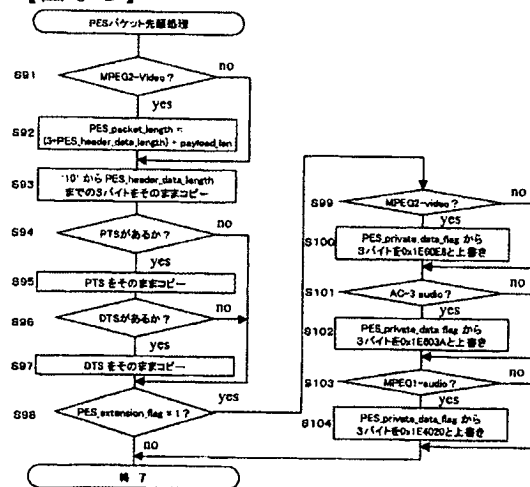 PESパケット先頭処理
S91
MPEG2-Video?
no
yes
S92
PES_packet_length =
(3+PES_header_data_length) + payload_len
S93
'10' から PES_header_data_length
までの3バイトをそのままコピー
S94
PTSがあるか?
no
yes
S95
PTS をそのままコピー
S96
DTSがあるか?
no
yes
S97
DTS をそのままコピー
S98
PES_extension_flag = 1?
yes
no
終了
S99
MPEG2-video?
no
yes
S100
PES_private_data_flag から
3バイトを0x1E60E8と上書き
S101
AC-3 audio?
no
yes
S102
PES_private_data flag から
3バイトを0x1E803Aと上書き
S103
MPEG1-audio?
no
yes
S104
PES_private_data_flag から
3バイトを0x1E4020と上書き